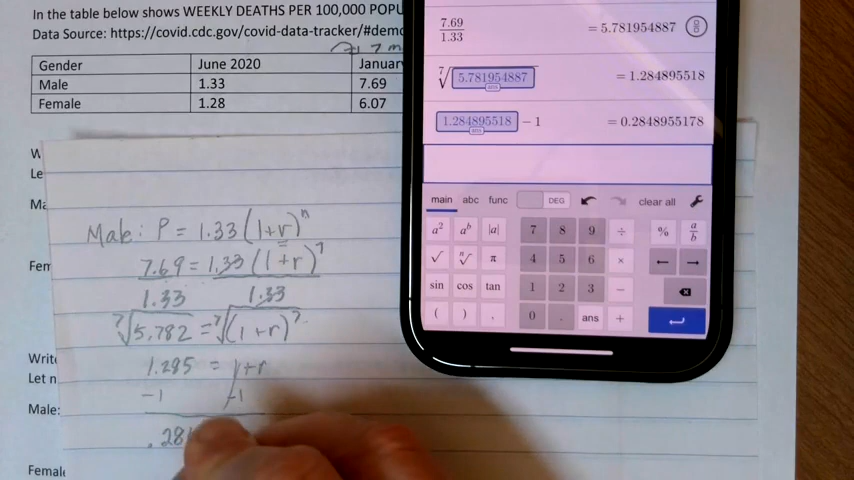 In the table below shows WEEKLY DEATHS PER 100,000 POPU
Data Source: https://covid.cdc.gov/covid-data-tracker/#demo
Gender June 2020 January
Male 1.33 7.69
Female 1.28 6.07
W
Le
Ma
Fem
Write
Let n
Male:
Female
Male: P = 1.33(1+r)^n
7.69 = 1.33(1+r)^7
1.33 1.33
⁷√5.782 = ⁷√(1+r)^7
1.285 = 1+r
-1 -1
.28
7.69/1.33 = 5.781954887
⁷√5.781954887 = 1.284895518
ans
1.284895518 - 1 = 0.2848955178
ans
main abc func DEG clear all
a² a^b |a| 7 8 9 ÷ % a/b
√ ⁿ√ π 4 5 6 × ← →
sin cos tan 1 2 3 −
( ) , 0 . ans +